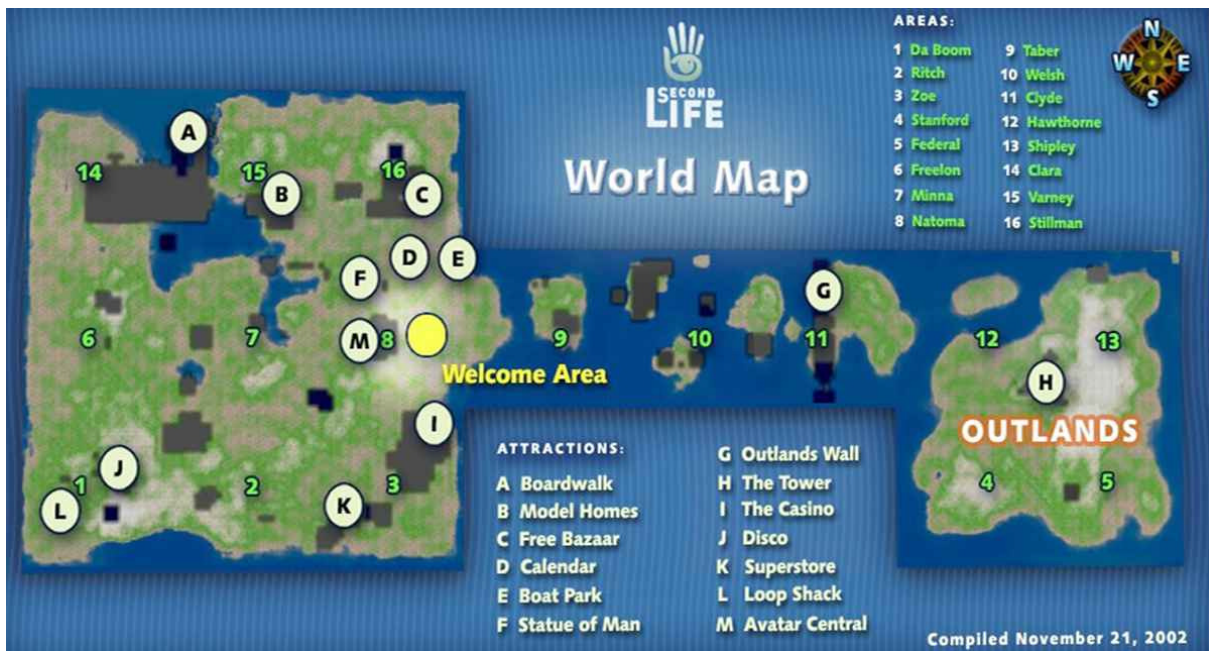 AREAS:
1 Da Boom
2 Ritch
3 Zoe
4 Stanford
5 Federal
6 Freelon
7 Minna
8 Natoma
9 Taber
10 Welsh
11 Clyde
12 Hawthorne
13 Shipley
14 Clara
15 Varney
16 Stillman
N
W E
S
SECOND
LIFE
World Map
A
14 15 16
B C
D E
F
G
6 7 M 8 9 10 11 12 13
Welcome Area
H
I
OUTLANDS
J
1 2 3 4 5
L K
ATTRACTIONS:
A Boardwalk
B Model Homes
C Free Bazaar
D Calendar
E Boat Park
F Statue of Man
G Outlands Wall
H The Tower
I The Casino
J Disco
K Superstore
L Loop Shack
M Avatar Central
Compiled November 21, 2002